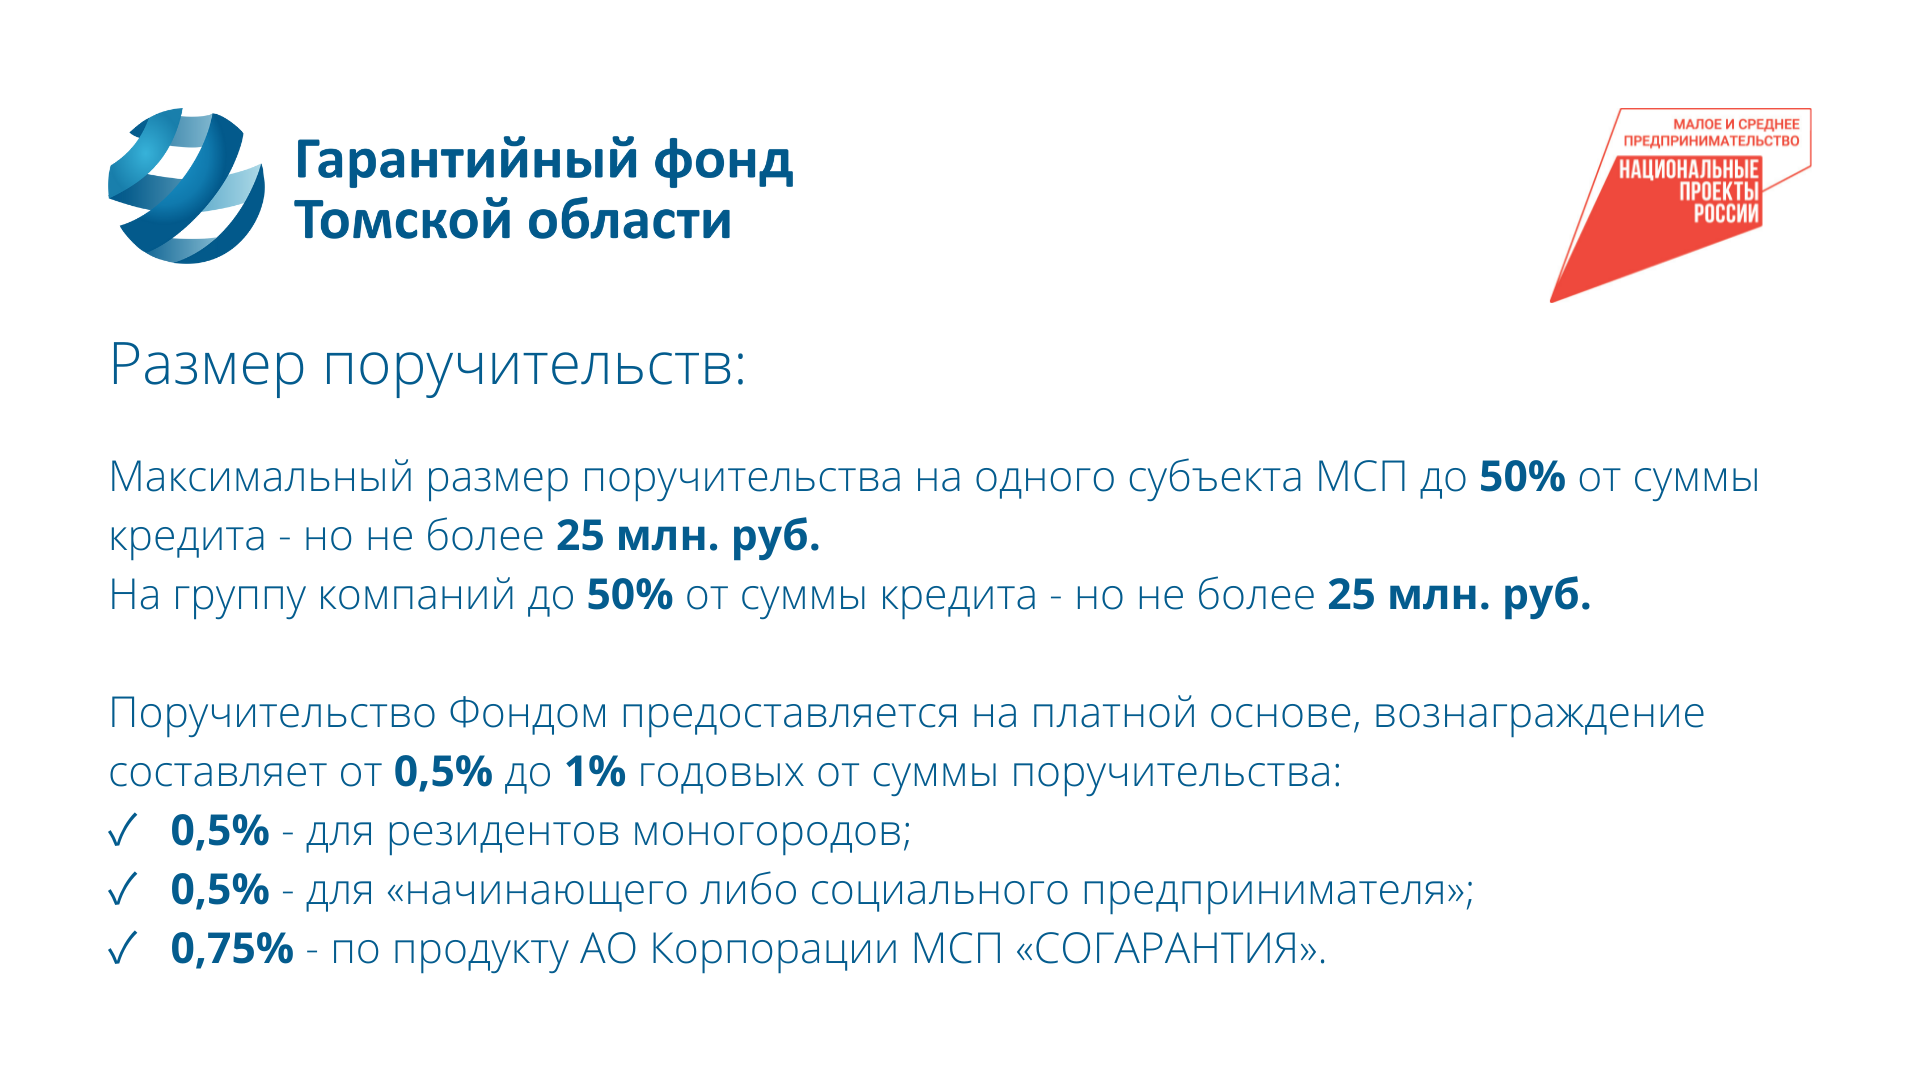 Гарантийный фонд
Томской области
МАЛОЕ И СРЕДНЕЕ
ПРЕДПРИНИМАТЕЛЬСТВО
НАЦИОНАЛЬНЫЕ
ПРОЕКТЫ
РОССИИ
Размер поручительств:
Максимальный размер поручительства на одного субъекта МСП до 50% от суммы
кредита - но не более 25 млн. руб.
На группу компаний до 50% от суммы кредита - но не более 25 млн. руб.
Поручительство Фондом предоставляется на платной основе, вознаграждение
составляет от 0,5% до 1% годовых от суммы поручительства:
✓ 0,5% - для резидентов моногородов;
✓ 0,5% - для «начинающего либо социального предпринимателя»;
✓ 0,75% - по продукту АО Корпорации МСП «СОГАРАНТИЯ».